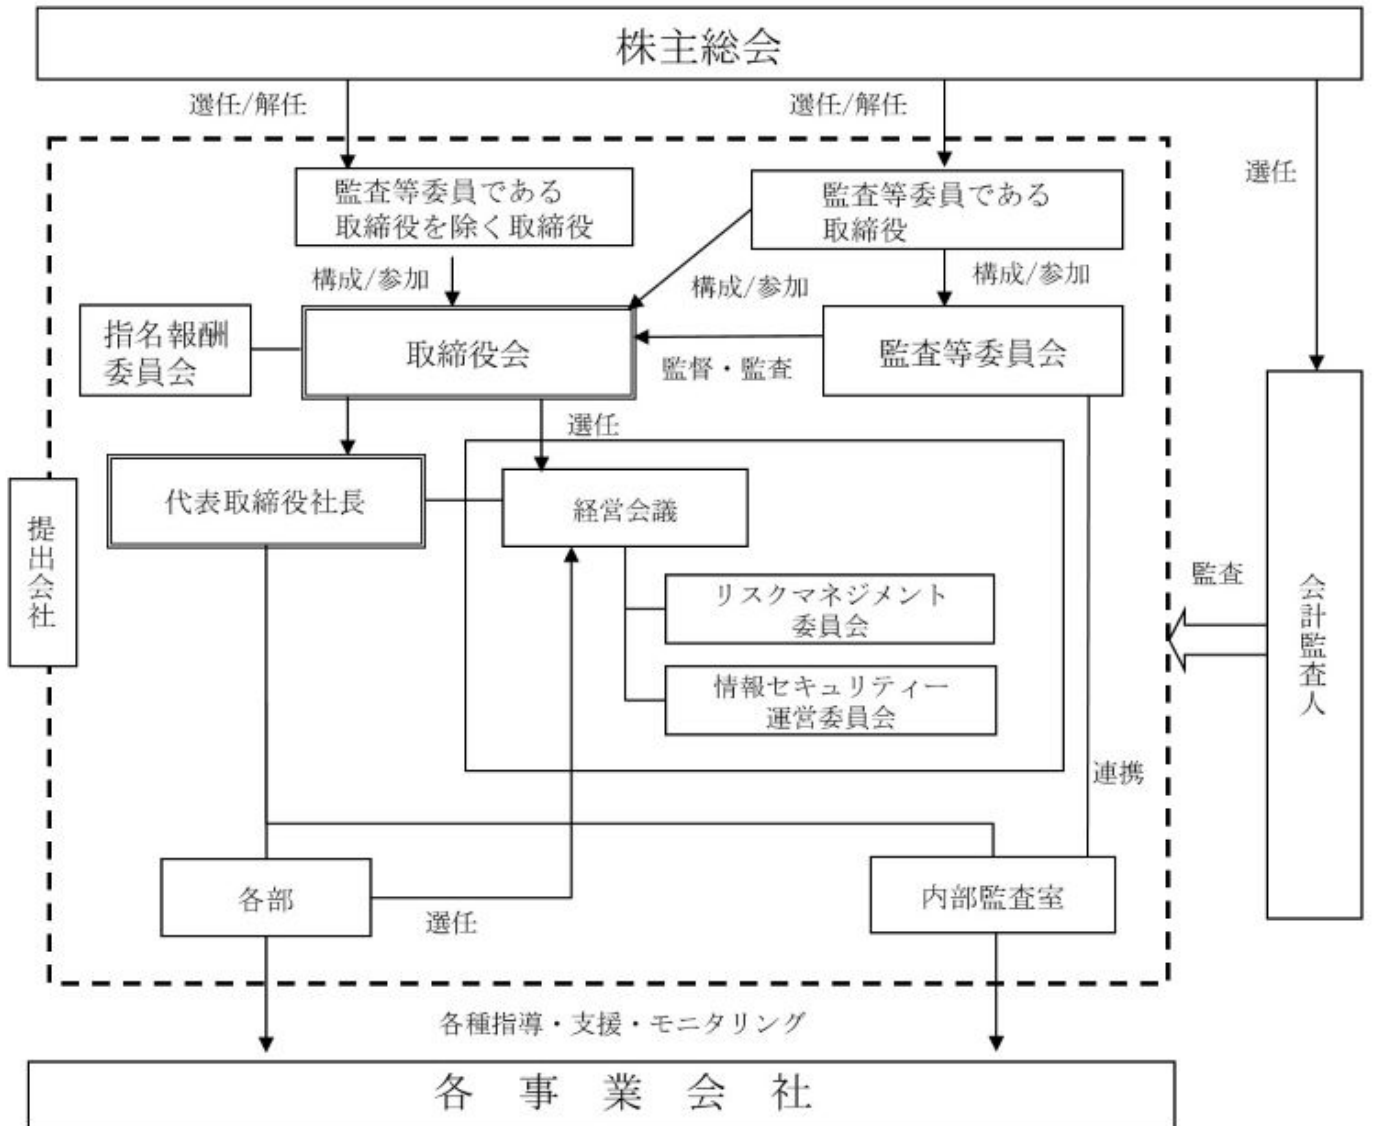 株主総会
選任/解任
選任/解任
選任
監査等委員である
取締役を除く取締役
監査等委員である
取締役
構成/参加
構成/参加
構成/参加
指名報酬
委員会
取締役会
監督・監査
監査等委員会
選任
代表取締役社長
経営会議
提出会社
リスクマネジメント
委員会
監査
会計監査人
情報セキュリティー
運営委員会
連携
各部
選任
内部監査室
各種指導・支援・モニタリング
各事業会社